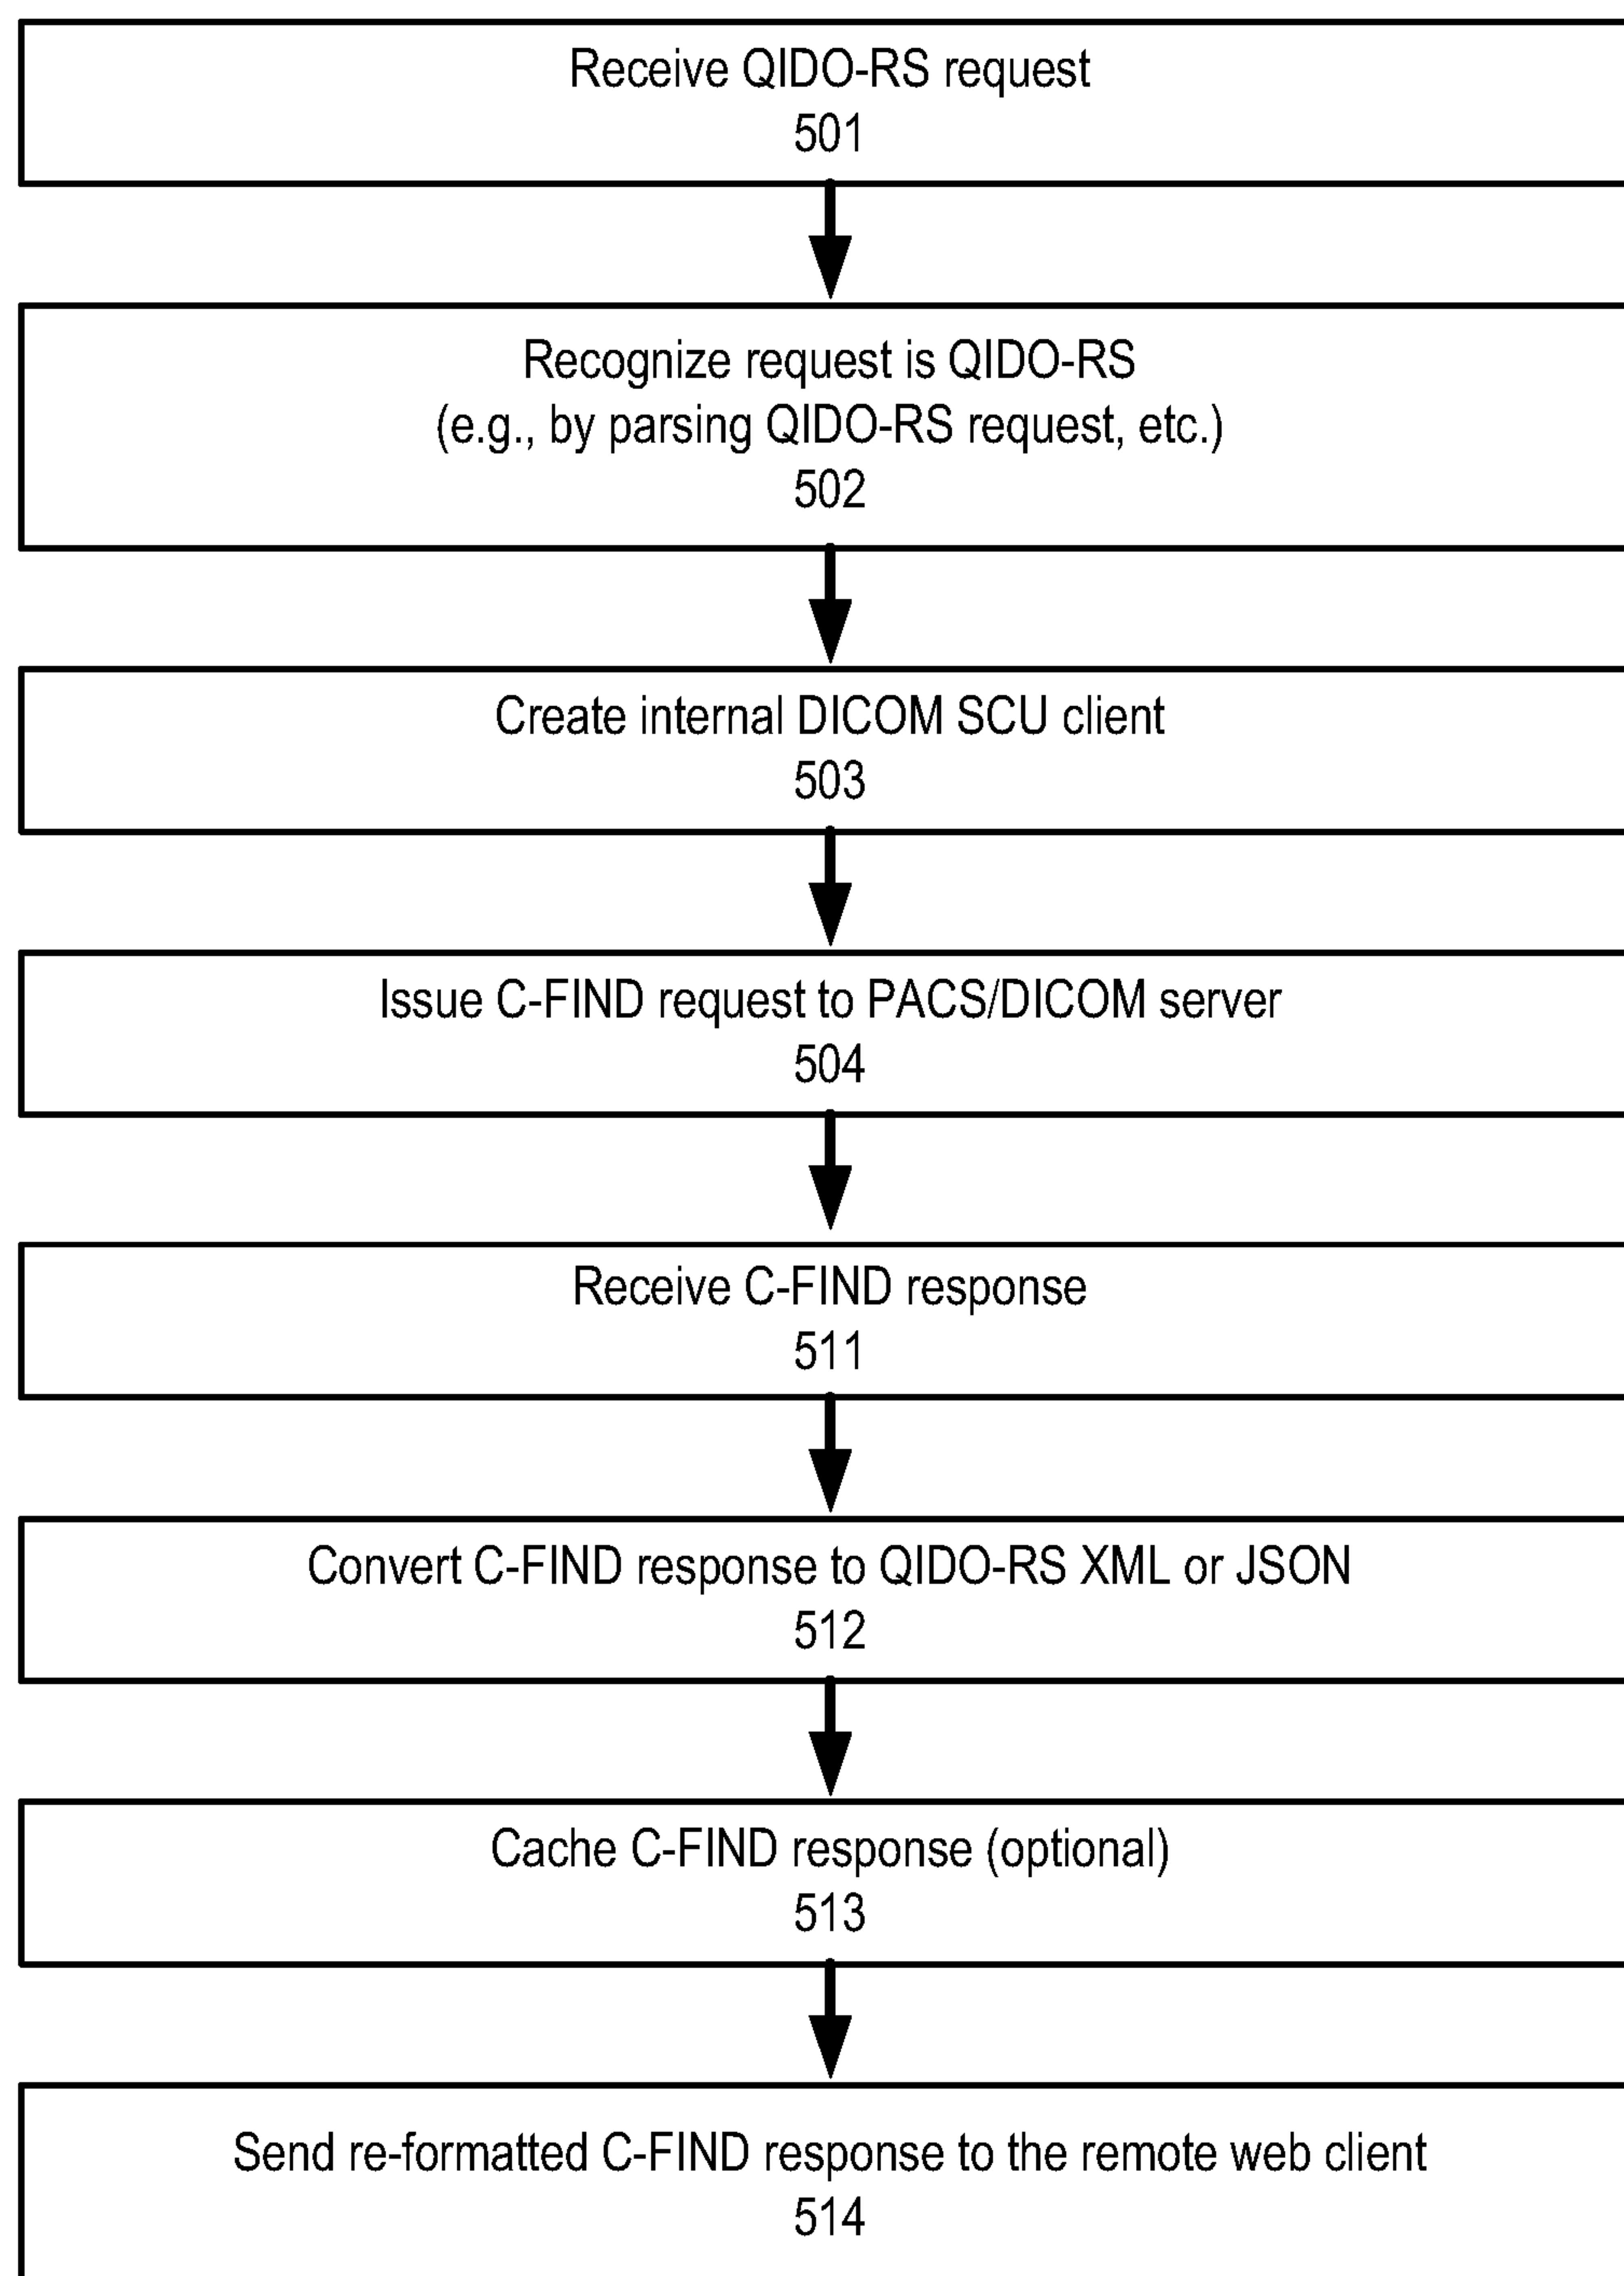 Receive QIDO-RS request
501
Recognize request is QIDO-RS
(e.g., by parsing QIDO-RS request, etc.)
502
Create internal DICOM SCU client
503
Issue C-FIND request to PACS/DICOM server
504
Receive C-FIND response
511
Convert C-FIND response to QIDO-RS XML or JSON
512
Cache C-FIND response (optional)
513
Send re-formatted C-FIND response to the remote web client
514